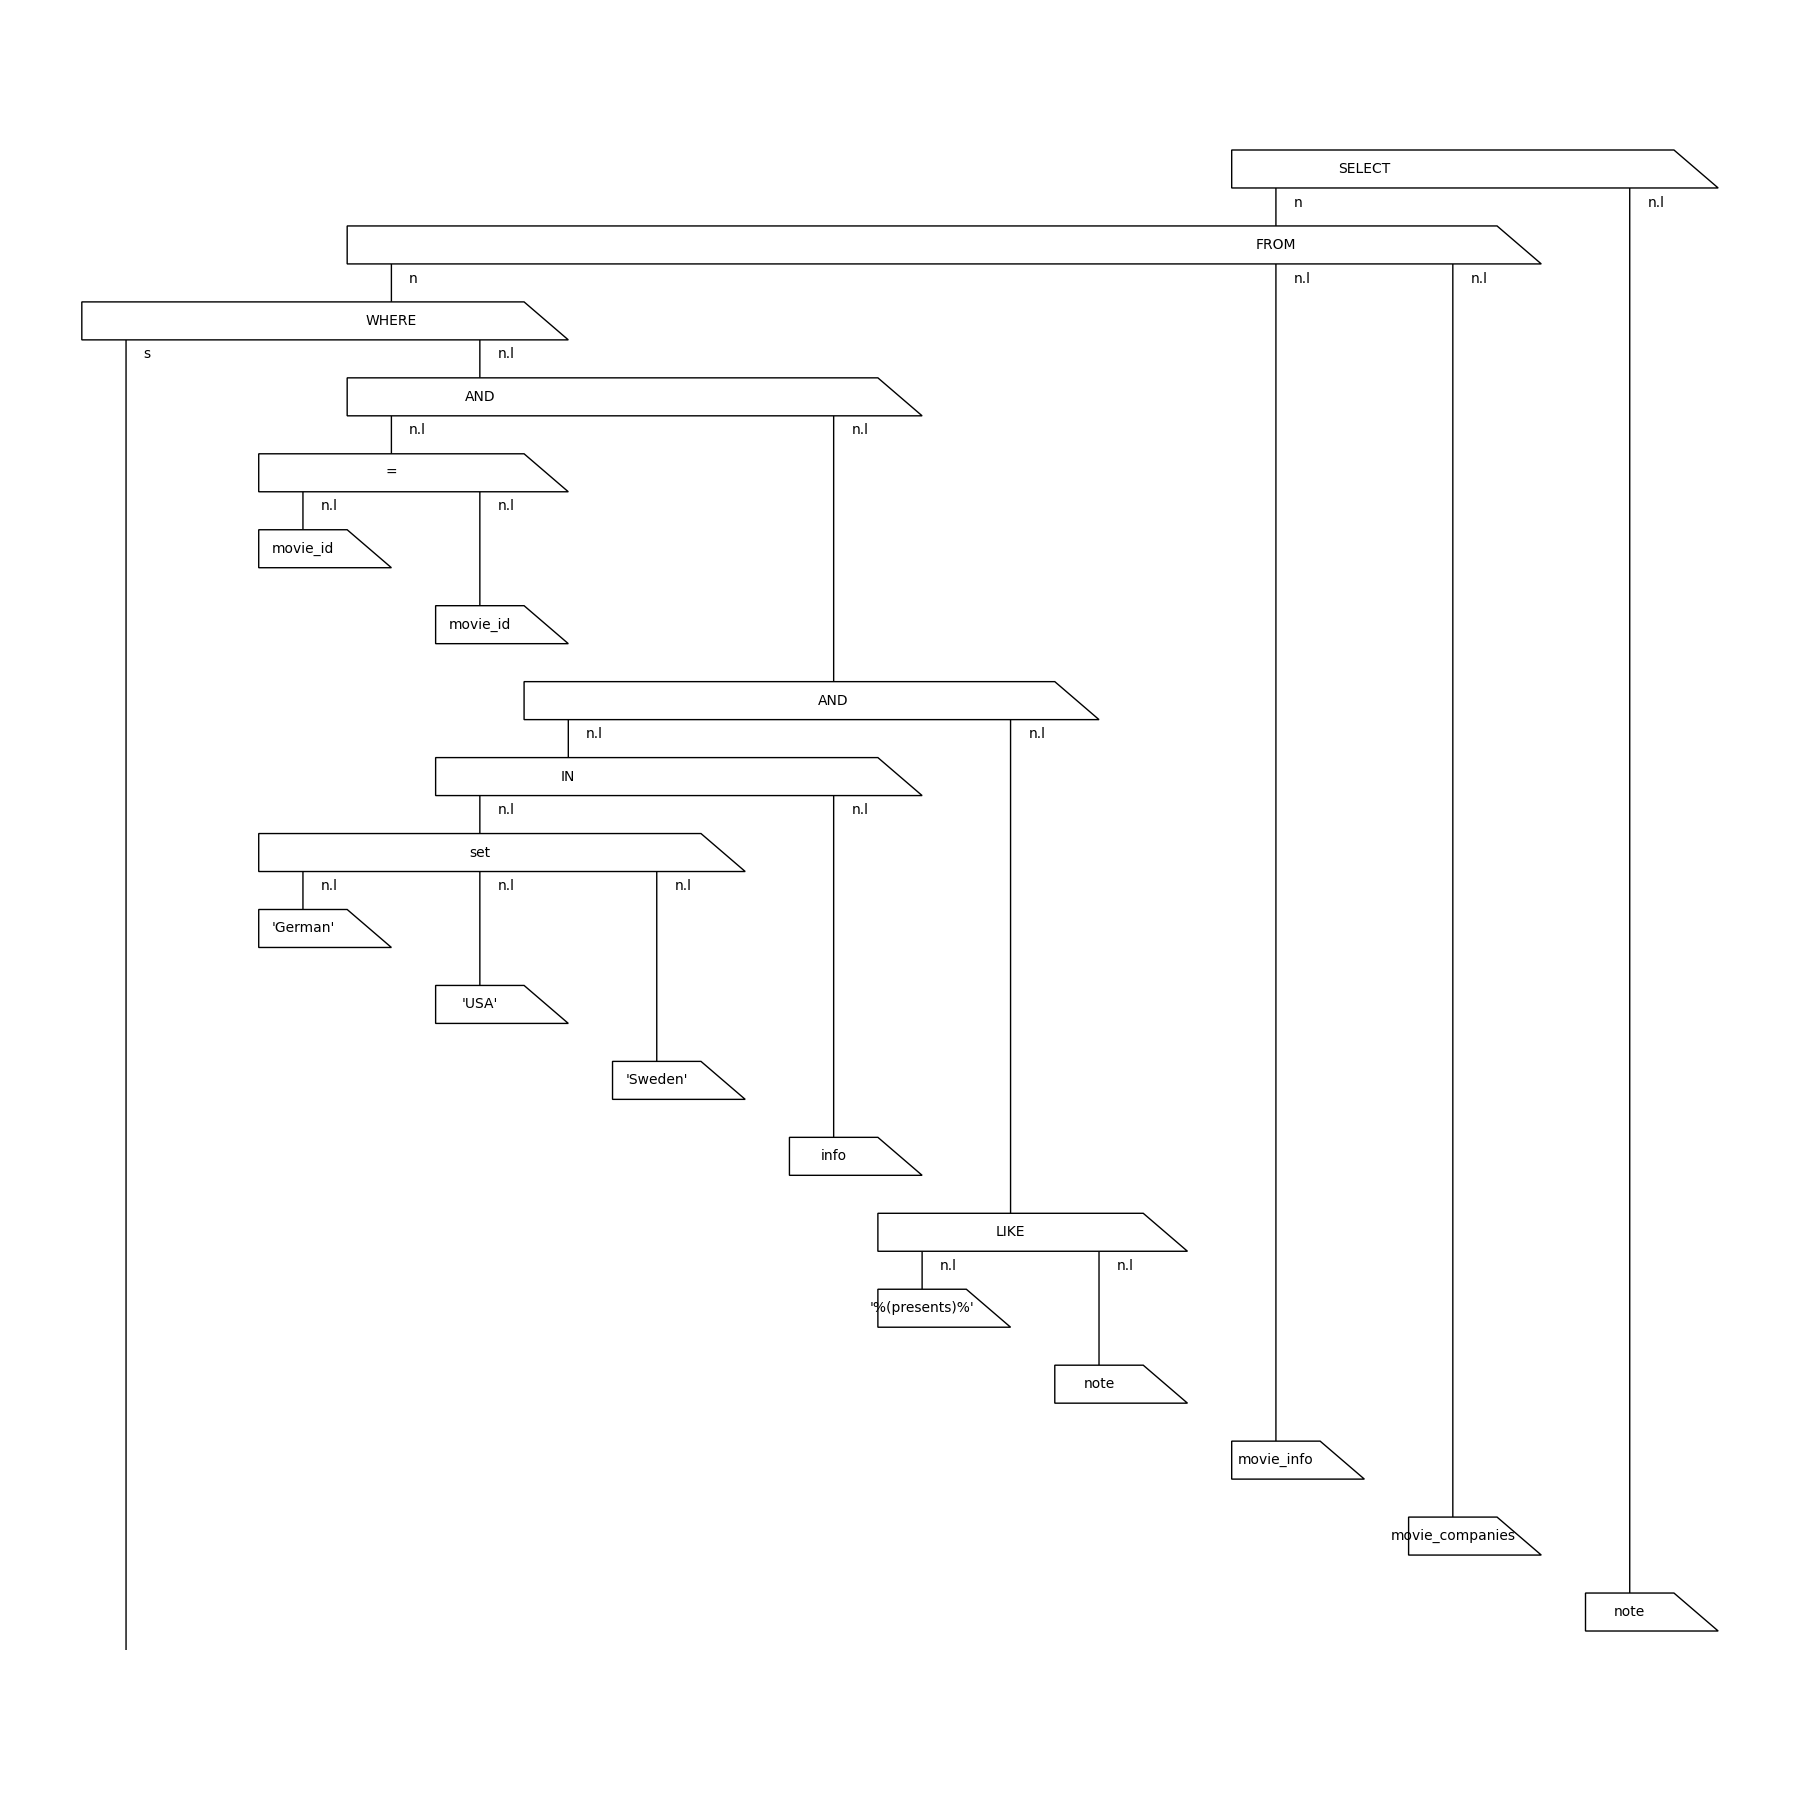 SELECT
n n.l
FROM
n n.l n.l
WHERE
s n.l
AND
n.l n.l
=
n.l n.l
movie_id
movie_id
AND
n.l n.l
IN
n.l n.l
set
n.l n.l n.l
'German'
'USA'
'Sweden'
info
LIKE
n.l n.l
'%(presents)%'
note
movie_info
movie_companies
note